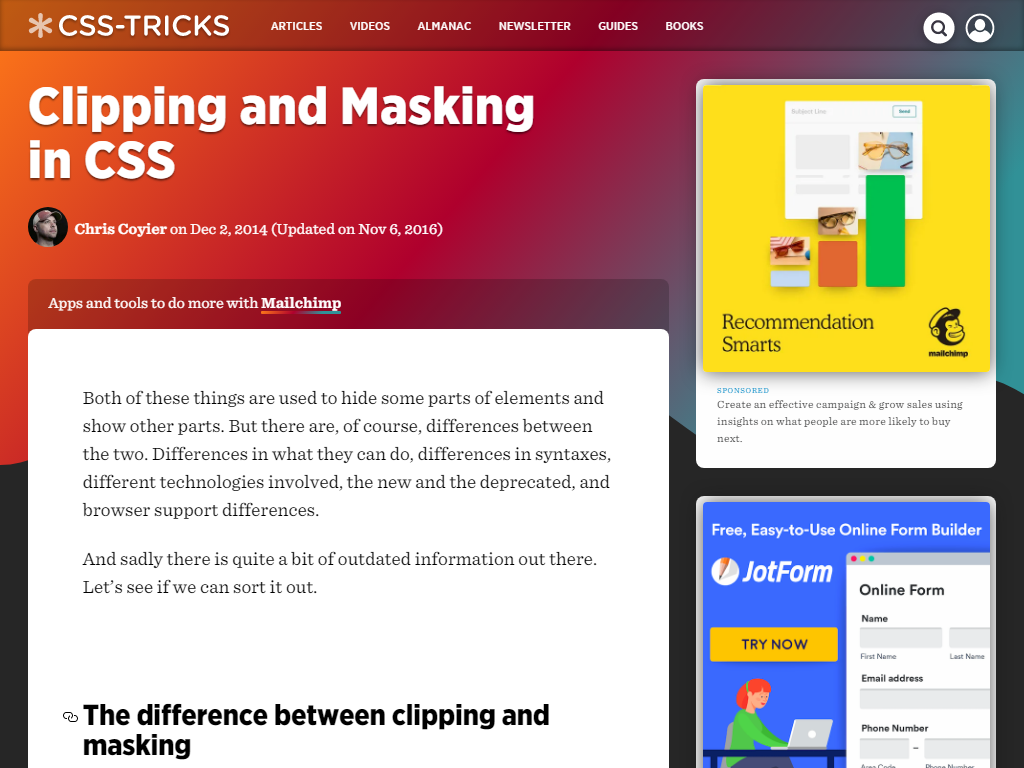 CSS-TRICKS
ARTICLES
VIDEOS
ALMANAC
NEWSLETTER
GUIDES
BOOKS
Clipping and Masking
in CSS
Chris Coyier on Dec 2, 2014 (Updated on Nov 6, 2016)
Apps and tools to do more with Mailchimp
Both of these things are used to hide some parts of elements and
show other parts. But there are, of course, differences between
the two. Differences in what they can do, differences in syntaxes,
different technologies involved, the new and the deprecated, and
browser support differences.
And sadly there is quite a bit of outdated information out there.
Let’s see if we can sort it out.
The difference between clipping and
masking
Subject Line
Send
Recommendation
Smarts
mailchimp
SPONSORED
Create an effective campaign & grow sales using
insights on what people are more likely to buy
next.
Free, Easy-to-Use Online Form Builder
JotForm
TRY NOW
Online Form
Name
First Name
Last Name
Email address
Phone Number
–
Area Code
Phone Number